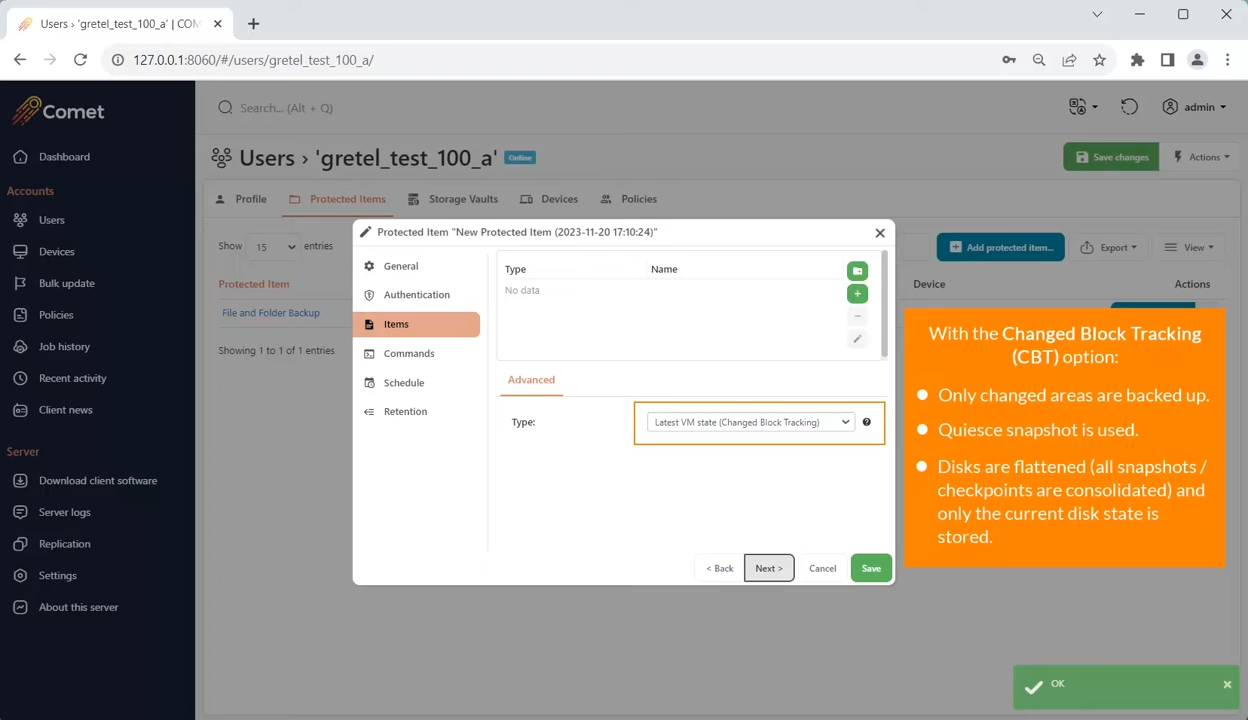 Users › 'gretel_test_100_a' | COM
127.0.0.1:8060/#/users/gretel_test_100_a/
Comet
Search... (Alt + Q)
admin
Dashboard
Accounts
Users
Devices
Bulk update
Policies
Job history
Recent activity
Client news
Server
Download client software
Server logs
Replication
Settings
About this server
Users › 'gretel_test_100_a'
Online
Save changes
Actions
Profile
Protected Items
Storage Vaults
Devices
Policies
Show 15 entries
Add protected item...
Export
View
Protected Item
Device
Actions
File and Folder Backup
Showing 1 to 1 of 1 entries
Protected Item "New Protected Item (2023-11-20 17:10:24)"
General
Authentication
Items
Commands
Schedule
Retention
Type Name
No data
Advanced
Type: Latest VM state (Changed Block Tracking)
< Back
Next >
Cancel
Save
With the Changed Block Tracking
(CBT) option:
Only changed areas are backed up.
Quiesce snapshot is used.
Disks are flattened (all snapshots /
checkpoints are consolidated) and
only the current disk state is
stored.
OK